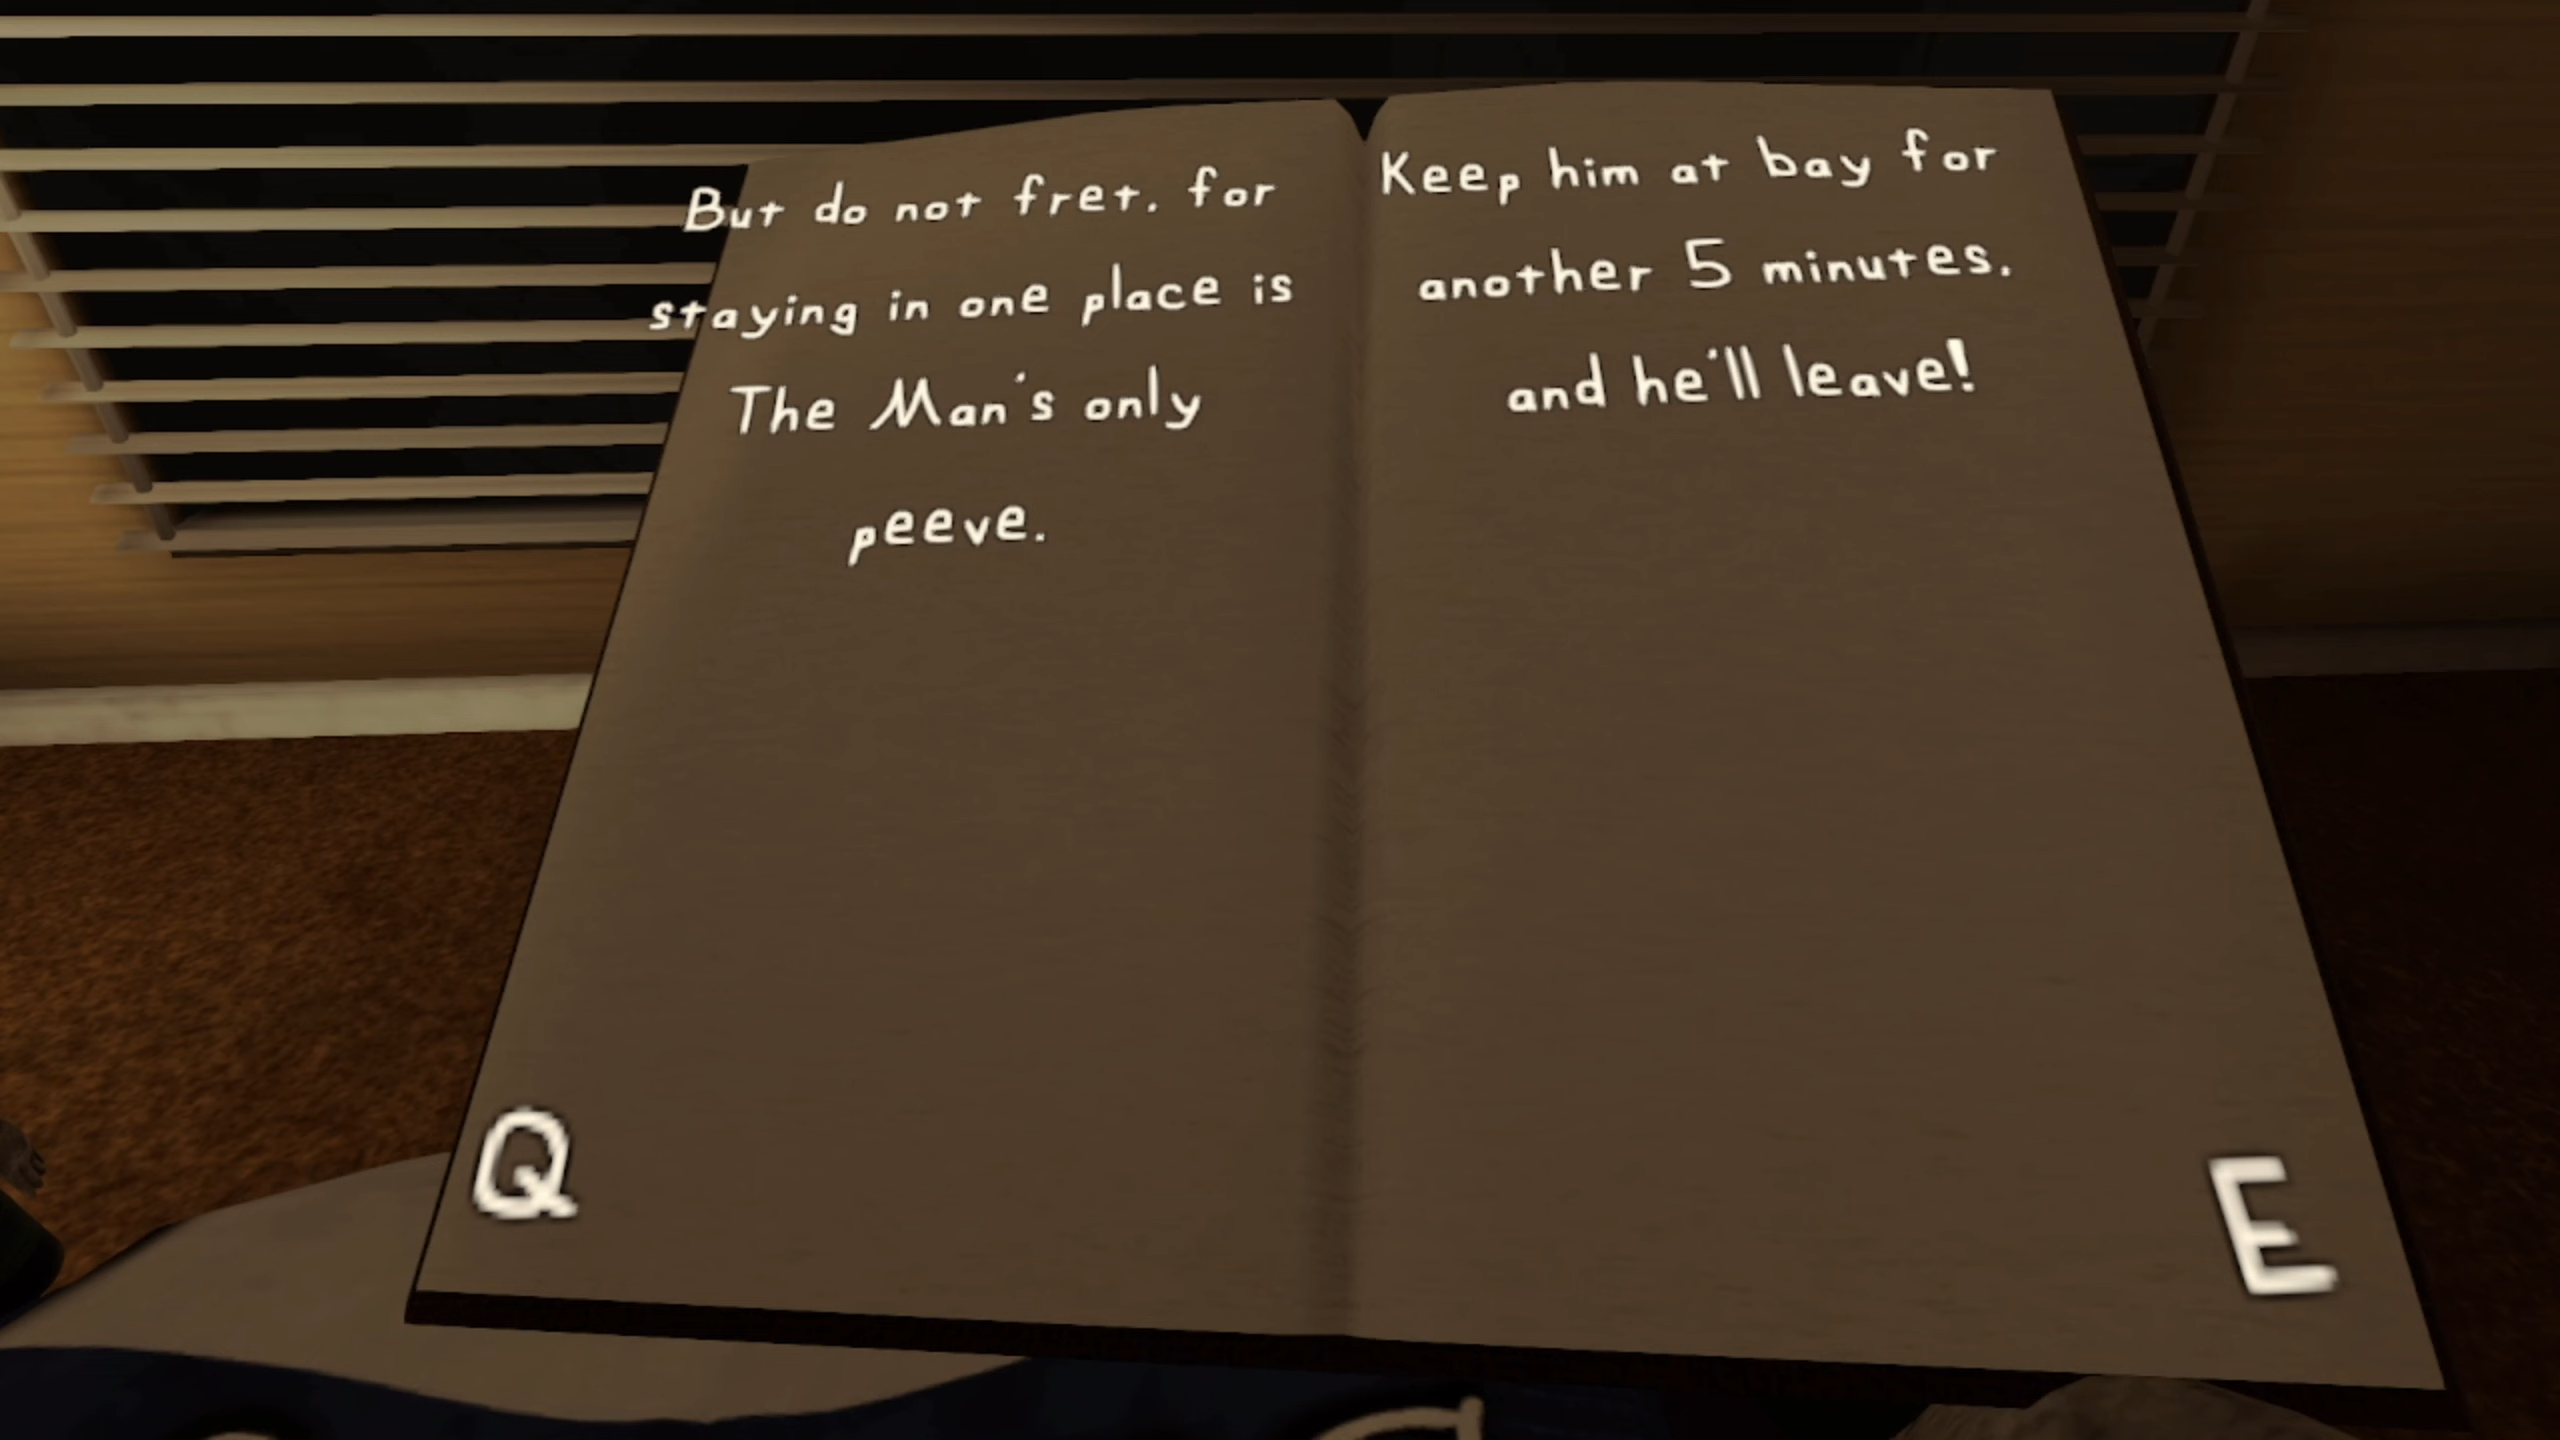 But do not fret. for
staying in one place is
The Man's only
peeve.
Keep him at bay for
another 5 minutes.
and he'll leave!
Q
E